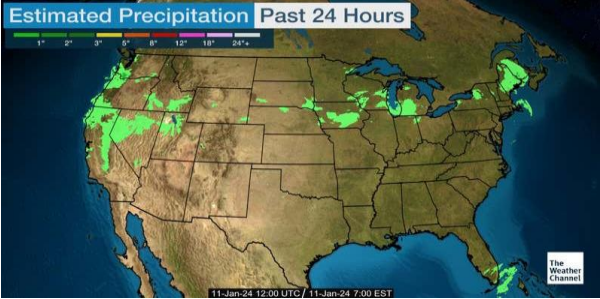 Estimated Precipitation Past 24 Hours
1" 2" 3" 5" 8" 12" 18" 24"+
The
Weather
Channel
11-Jan-24 12:00 UTC / 11-Jan-24 7:00 EST